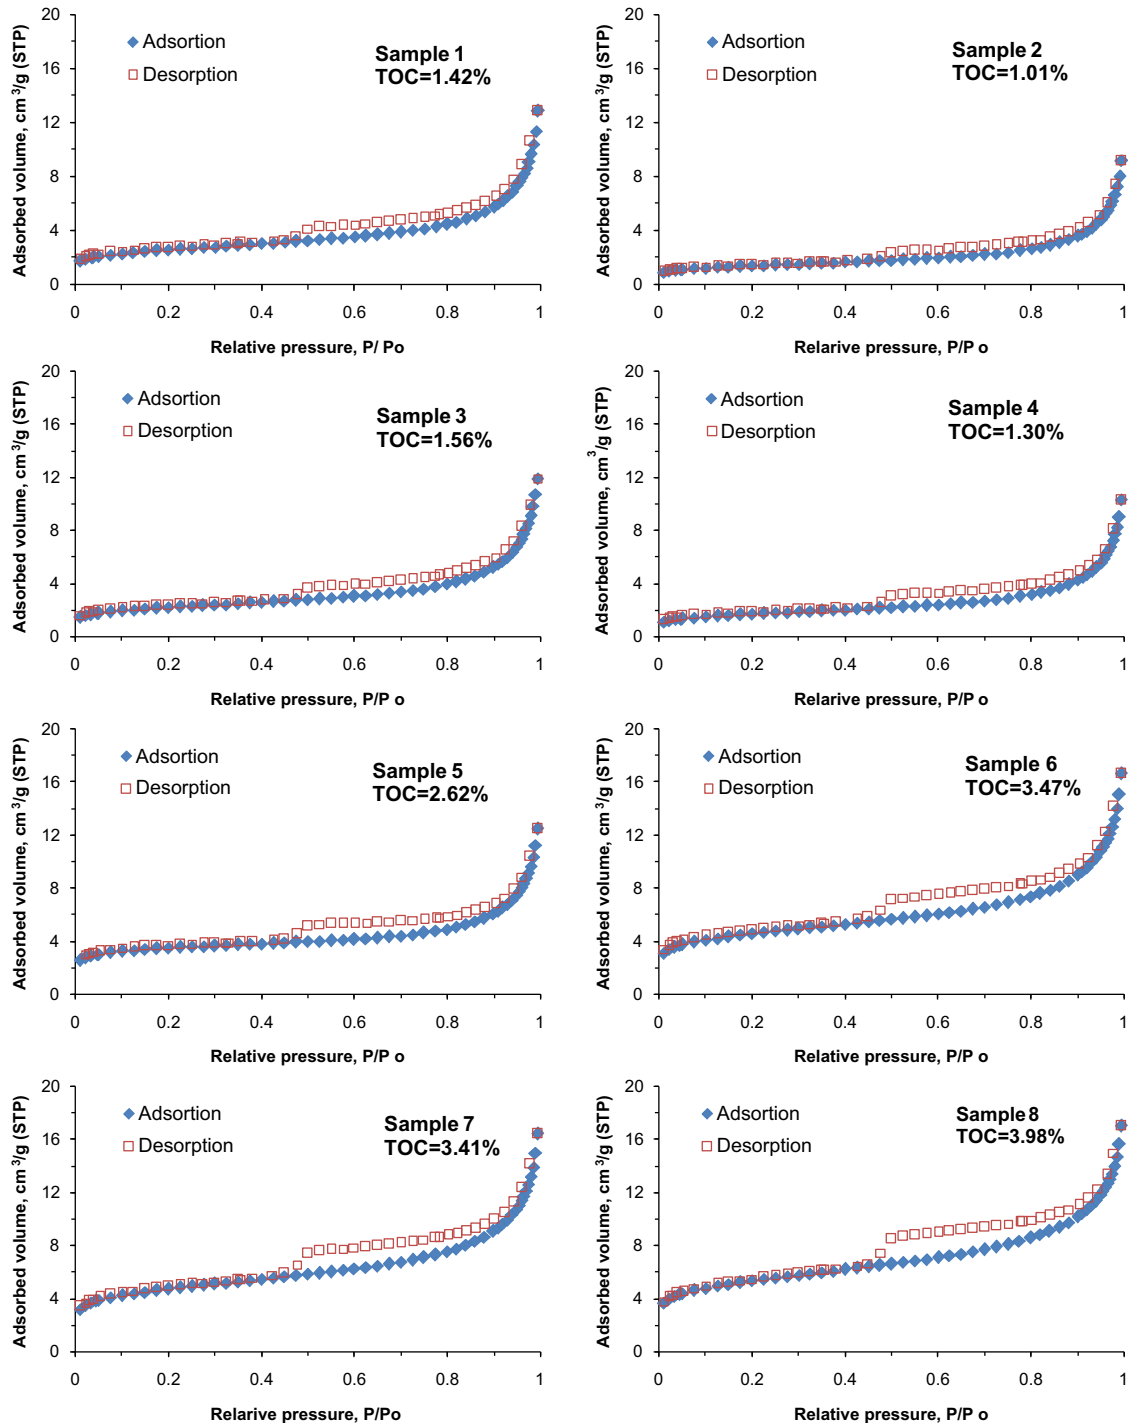 Adsorbed volume, cm³/g (STP)
20
16
12
8
4
0
Adsortion
Desorption
Sample 1
TOC=1.42%
0 0.2 0.4 0.6 0.8 1
Relative pressure, P/ Po
Adsorbed volume, cm³/g (STP)
20
16
12
8
4
0
Adsortion
Desorption
Sample 2
TOC=1.01%
0 0.2 0.4 0.6 0.8 1
Relarive pressure, P/P o
Adsorbed volume, cm³/g (STP)
20
16
12
8
4
0
Adsortion
Desorption
Sample 3
TOC=1.56%
0 0.2 0.4 0.6 0.8 1
Relative pressure, P/P o
Adsorbed volume, cm³/g (STP)
20
16
12
8
4
0
Adsortion
Desorption
Sample 4
TOC=1.30%
0 0.2 0.4 0.6 0.8 1
Relative pressure, P/P o
Adsorbed volume, cm³/g (STP)
20
16
12
8
4
0
Adsortion
Desorption
Sample 5
TOC=2.62%
0 0.2 0.4 0.6 0.8 1
Relative pressure, P/P o
Adsorbed volume, cm³/g (STP)
20
16
12
8
4
0
Adsortion
Desorption
Sample 6
TOC=3.47%
0 0.2 0.4 0.6 0.8 1
Relative pressure, P/P o
Adsorbed volume, cm³/g (STP)
20
16
12
8
4
0
Adsortion
Desorption
Sample 7
TOC=3.41%
0 0.2 0.4 0.6 0.8 1
Relarive pressure, P/Po
Adsorbed volume, cm³/g (STP)
20
16
12
8
4
0
Adsortion
Desorption
Sample 8
TOC=3.98%
0 0.2 0.4 0.6 0.8 1
Relative pressure, P/P o